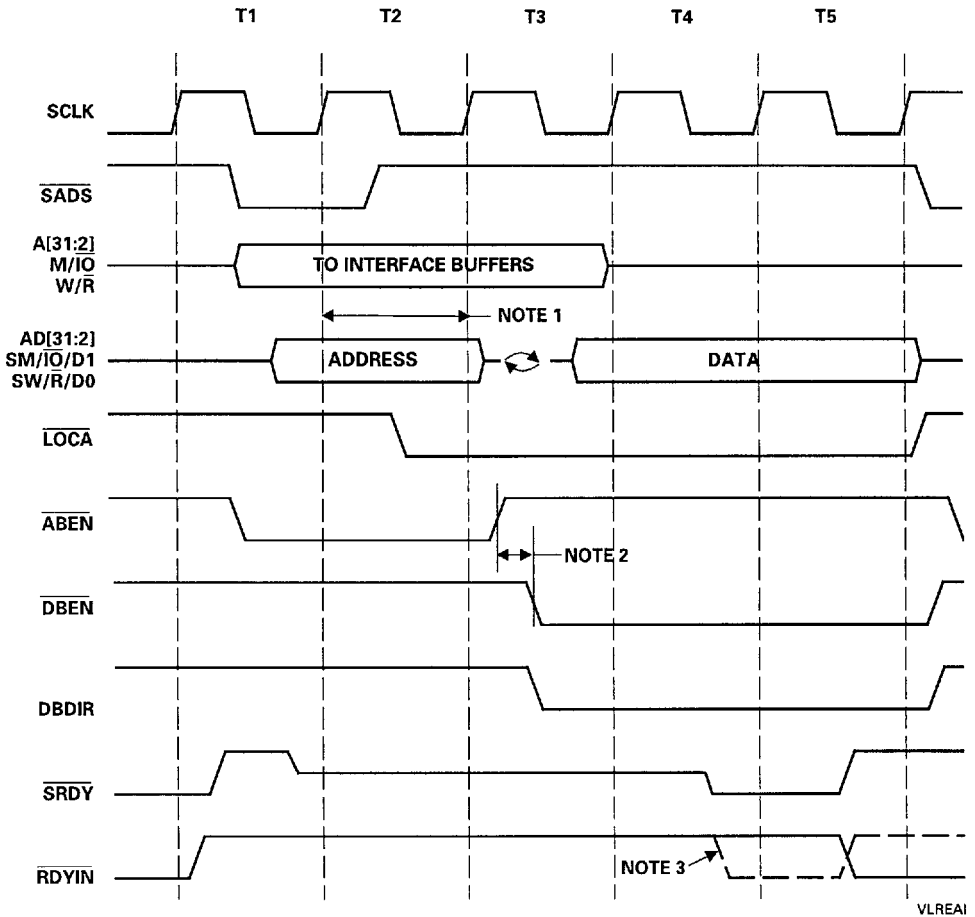 T1 T2 T3 T4 T5
SCLK
SADS
A[31:2]
M/IO
W/R
TO INTERFACE BUFFERS
NOTE 1
AD[31:2]
SM/IO/D1
SW/R/D0
ADDRESS
DATA
LOCA
ABEN
NOTE 2
DBEN
DBDIR
SRDY
NOTE 3
RDYIN
VLREAI